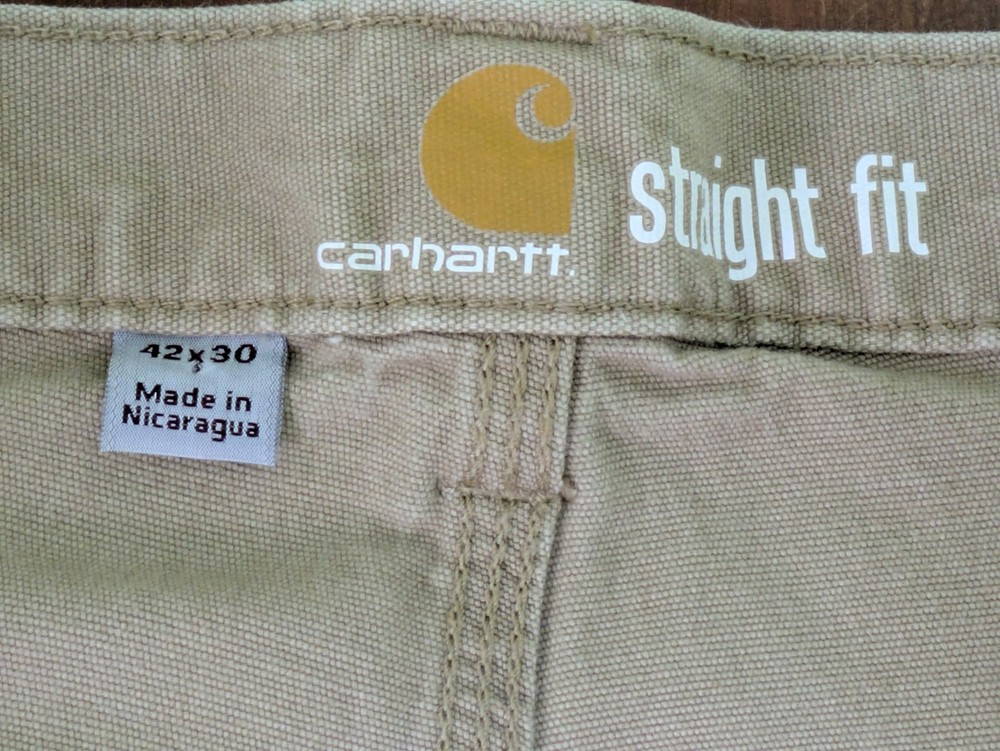 carhartt.
straight fit
42x30
Made in
Nicaragua